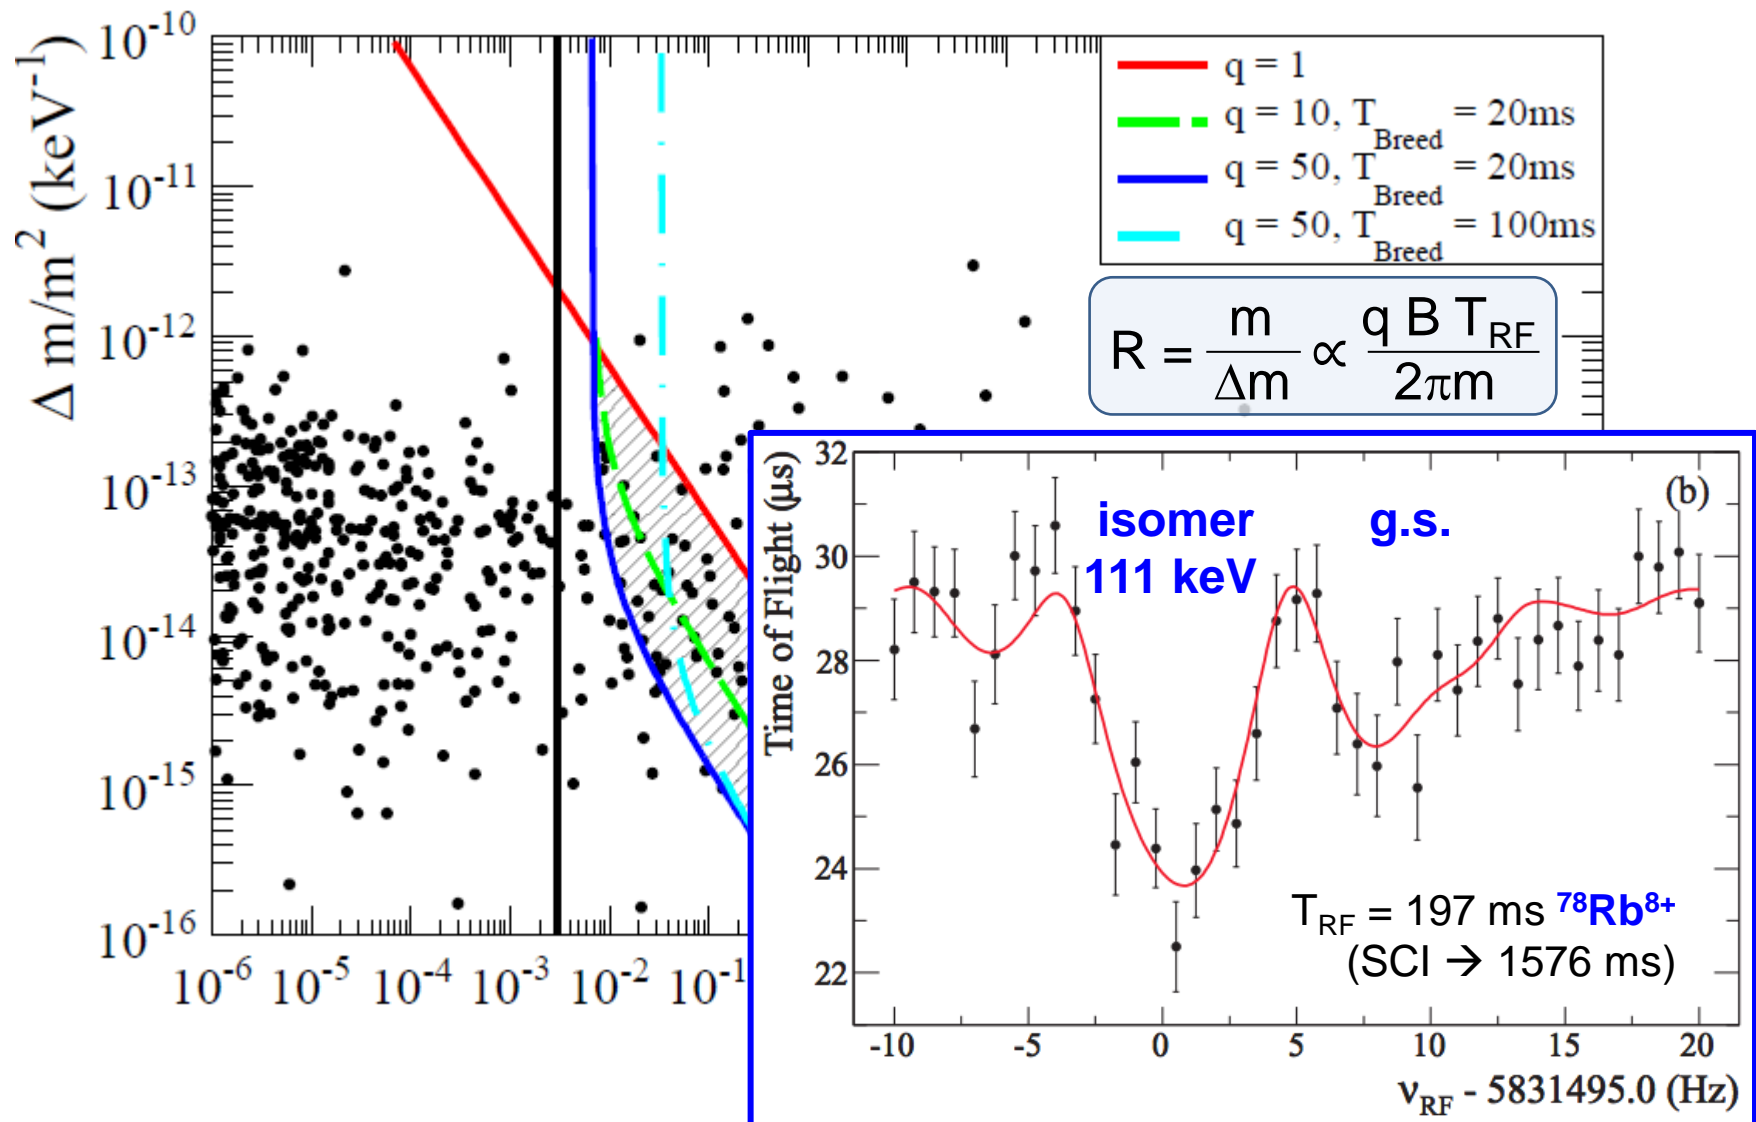 Δ m/m² (keV⁻¹)
10⁻¹⁰
10⁻¹¹
10⁻¹²
10⁻¹³
10⁻¹⁴
10⁻¹⁵
10⁻¹⁶
10⁻⁶ 10⁻⁵ 10⁻⁴ 10⁻³ 10⁻² 10⁻¹
q = 1
q = 10, T_Breed = 20ms
q = 50, T_Breed = 20ms
q = 50, T_Breed = 100ms
R = m/Δm ∝ q B T_RF/2πm
Time of Flight (μs)
32
30
28
26
24
22
(b)
isomer g.s.
111 keV
T_RF = 197 ms ⁷⁸Rb⁸⁺
(SCI → 1576 ms)
-10 -5 0 5 10 15 20
ν_RF - 5831495.0 (Hz)